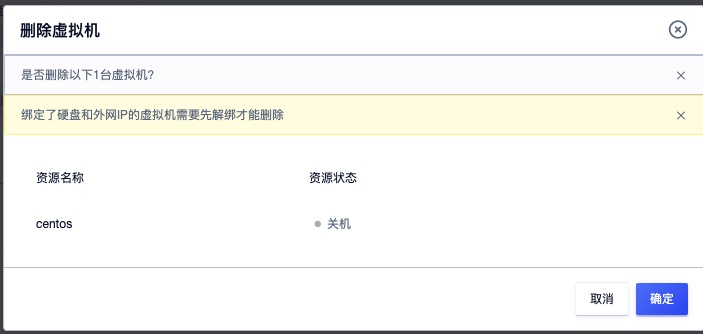 删除虚拟机
是否删除以下1台虚拟机?
绑定了硬盘和外网IP的虚拟机需要先解绑才能删除
资源名称 资源状态
centos 关机
取消 确定